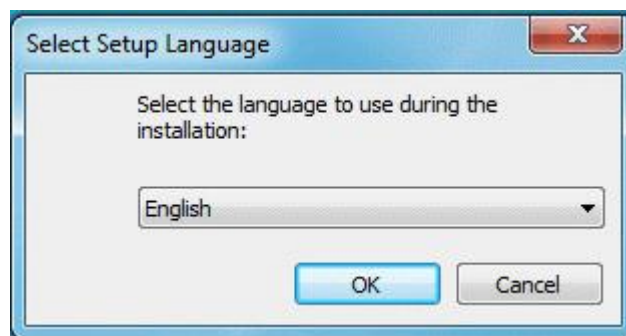 Select Setup Language
Select the language to use during the
installation:
English
OK
Cancel